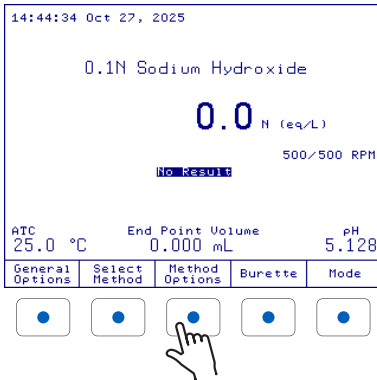 14:44:34 Oct 27, 2025
0.1N Sodium Hydroxide
0.0 N (eq/L)
500/500 RPM
No Result
ATC End Point Volume pH
25.0 °C 0.000 mL 5.128
General Select Method Burette Mode
Options Method Options